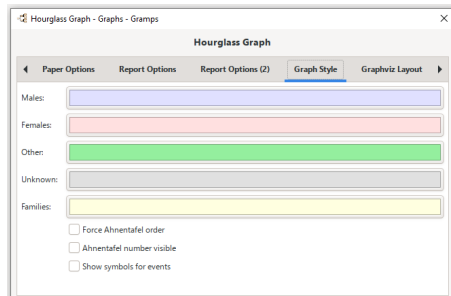 Hourglass Graph - Graphs - Gramps
Hourglass Graph
Paper Options Report Options Report Options (2) Graph Style Graphviz Layout
Males:
Females:
Other:
Unknown:
Families:
Force Ahnentafel order
Ahnentafel number visible
Show symbols for events